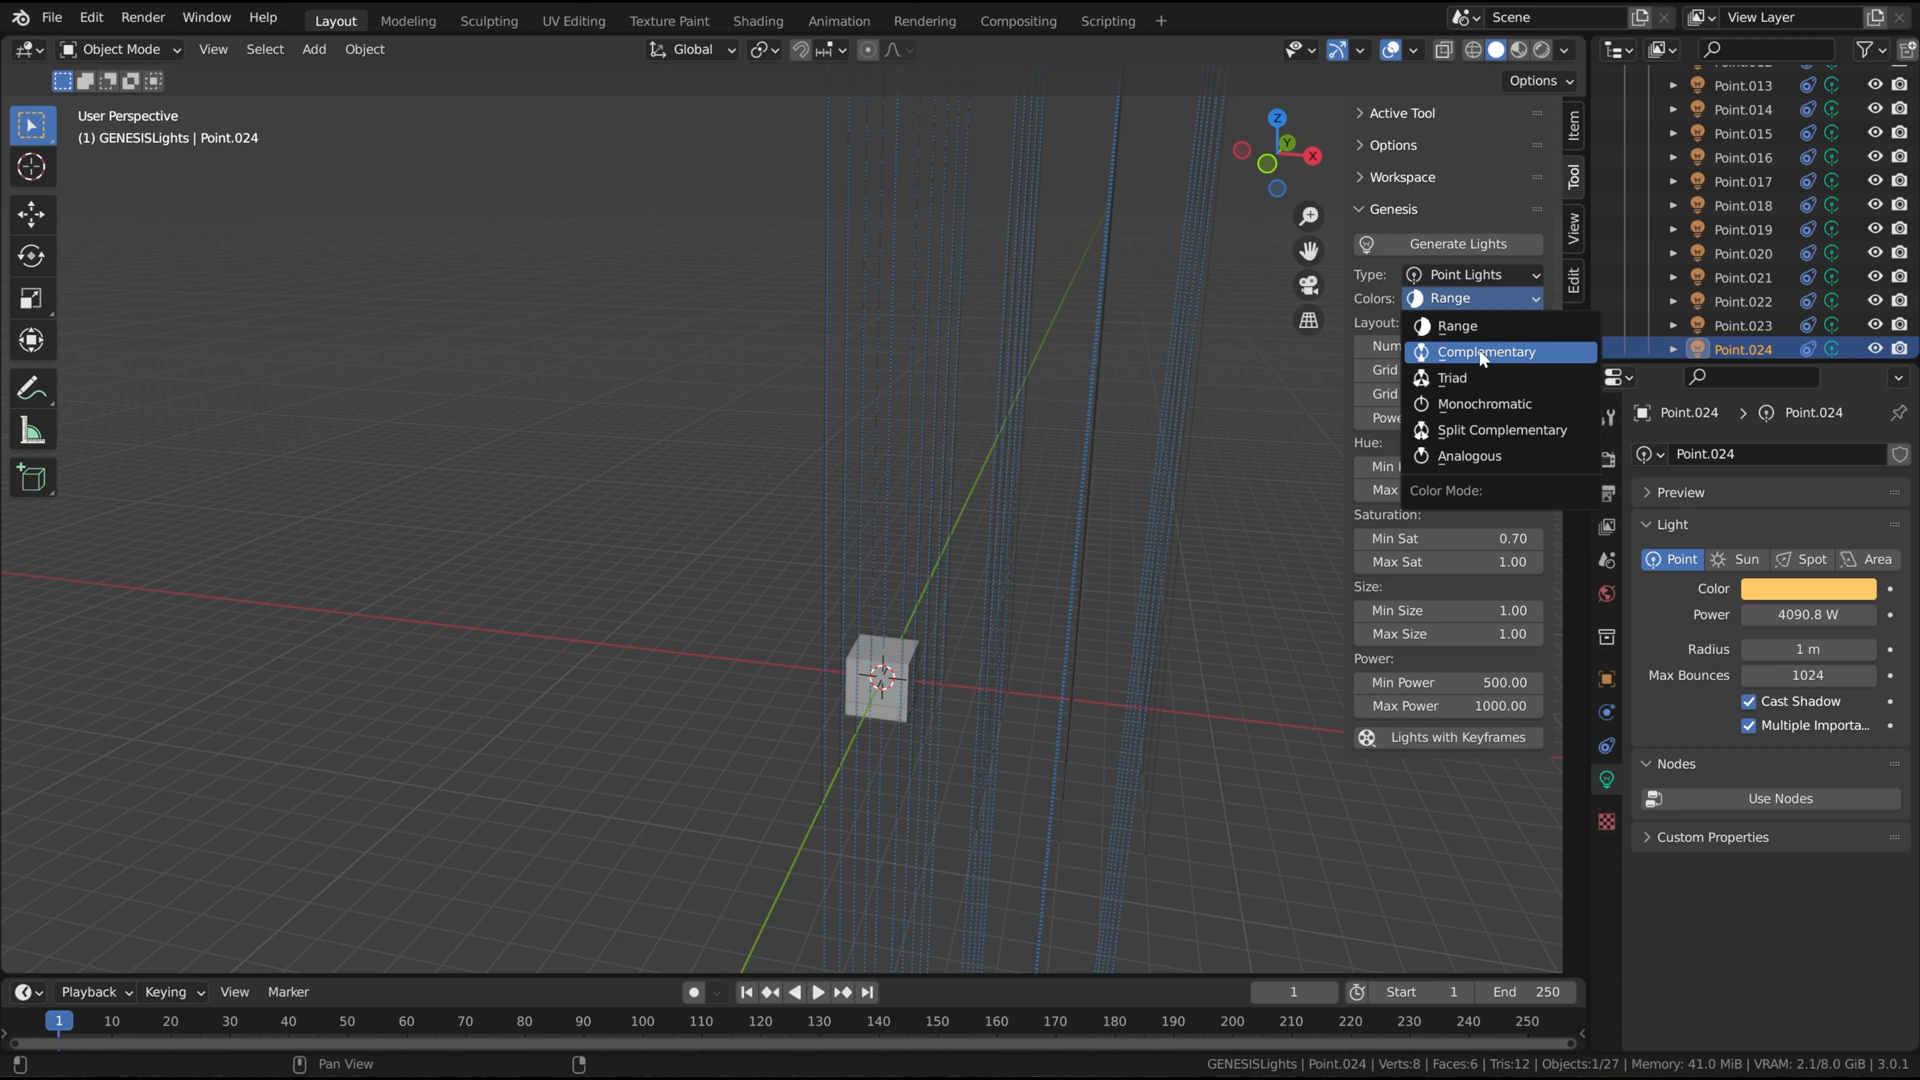 File Edit Render Window Help
Layout Modeling Sculpting UV Editing Texture Paint Shading Animation Rendering Compositing Scripting +
Scene
View Layer
Object Mode View Select Add Object
Global
Options
User Perspective
(1) GENESISLights | Point.024
Z
Y
X
Item
Tool
View
Edit
Active Tool
Options
Workspace
Genesis
Generate Lights
Type: Point Lights
Colors: Range
Layout:
Num
Grid
Grid
Powe
Hue:
Min
Max
Range
Complementary
Triad
Monochromatic
Split Complementary
Analogous
Color Mode:
Saturation:
Min Sat 0.70
Max Sat 1.00
Size:
Min Size 1.00
Max Size 1.00
Power:
Min Power 500.00
Max Power 1000.00
Lights with Keyframes
Point.013
Point.014
Point.015
Point.016
Point.017
Point.018
Point.019
Point.020
Point.021
Point.022
Point.023
Point.024
Point.024 > Point.024
Point.024
Preview
Light
Point Sun Spot Area
Color
Power 4090.8 W
Radius 1 m
Max Bounces 1024
Cast Shadow
Multiple Importa...
Nodes
Use Nodes
Custom Properties
Playback Keying View Marker
1 Start 1 End 250
1 10 20 30 40 50 60 70 80 90 100 110 120 130 140 150 160 170 180 190 200 210 220 230 240 250
Pan View
GENESISLights | Point.024 | Verts:8 | Faces:6 | Tris:12 | Objects:1/27 | Memory: 41.0 MiB | VRAM: 2.1/8.0 GiB | 3.0.1